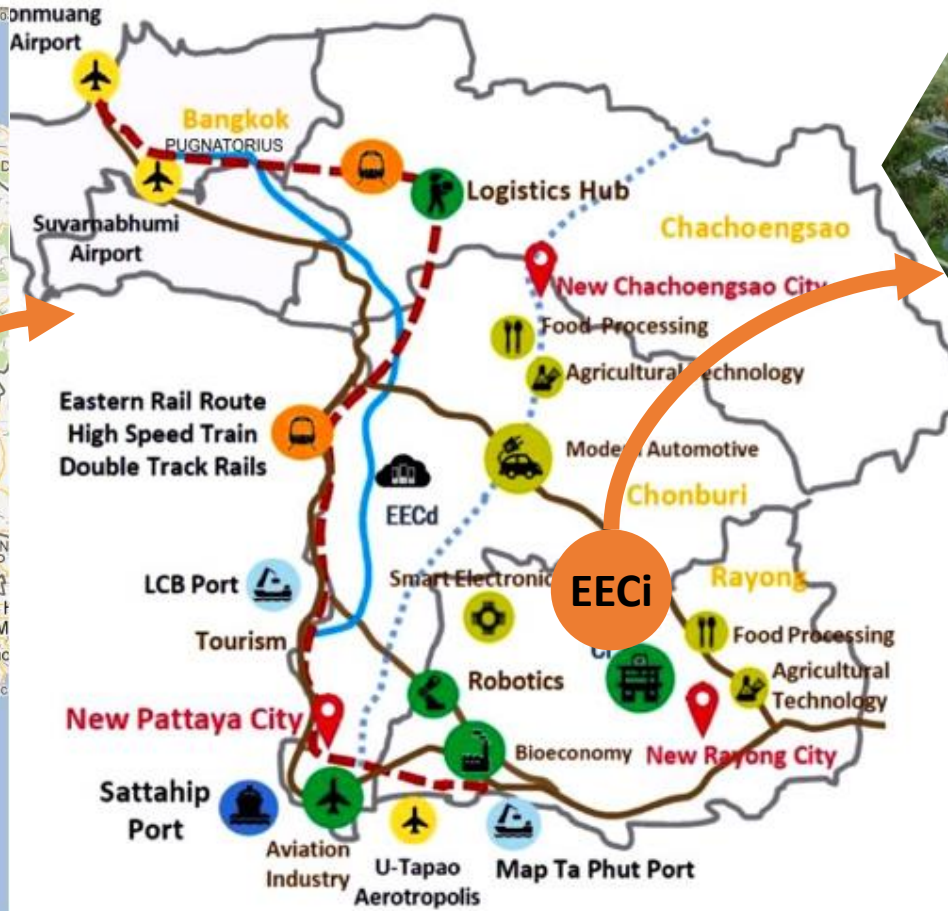 onmuang
Airport
Bangkok
PUGNATORIUS
Logistics Hub
Suvarnabhumi
Airport
Chachoengsao
New Chachoengsao City
Food Processing
Agricultural Technology
Eastern Rail Route
High Speed Train
Double Track Rails
Modern Automotive
Chonburi
EECd
LCB Port
Smart Electronic
EECi
Rayong
Tourism
Food Processing
Robotics
Agricultural
Technology
New Pattaya City
Bioeconomy
New Rayong City
Sattahip
Port
Aviation
Industry
U-Tapao
Aerotropolis
Map Ta Phut Port